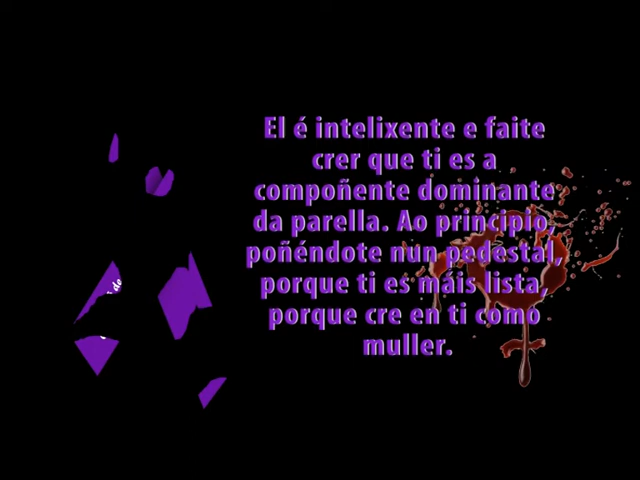 El é intelixente e faite
crer que ti es a
compoñente dominante
da parella. Ao principio,
poñéndote nun pedestal,
porque ti es máis lista,
porque cre en ti como
muller.
de